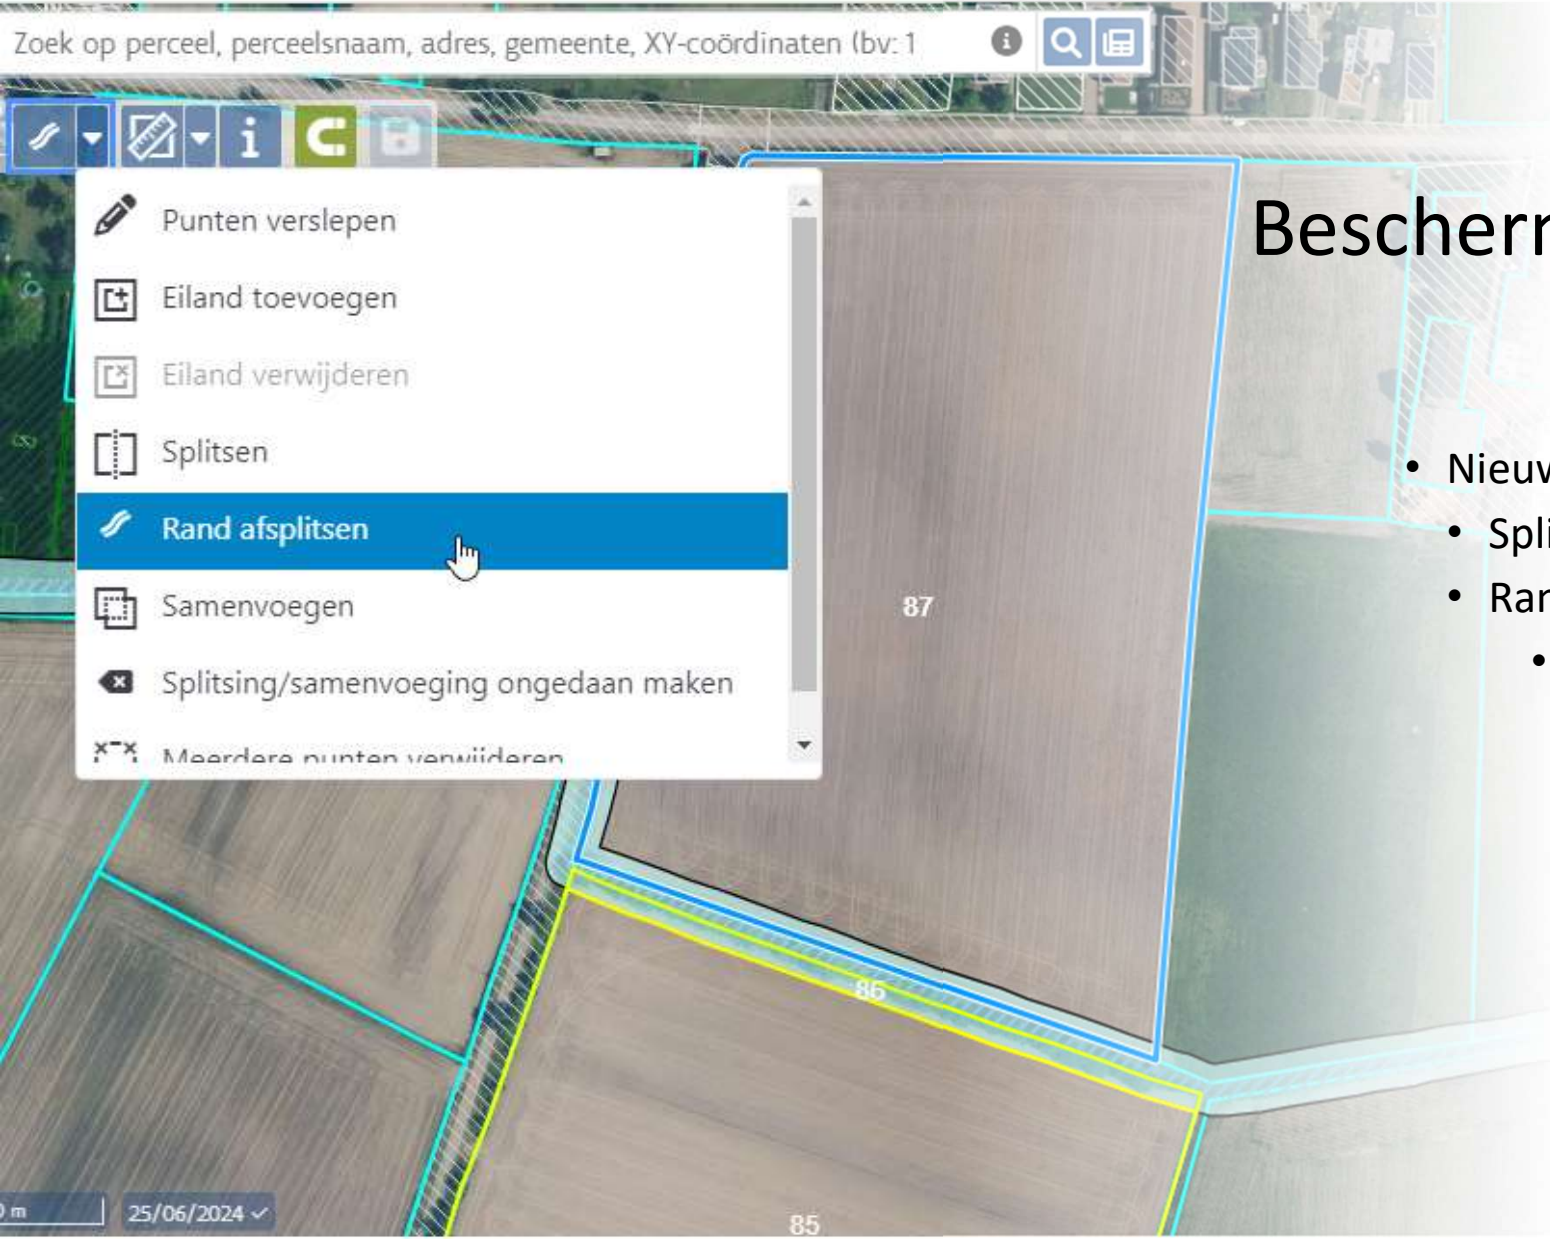 Zoek op perceel, perceelsnaam, adres, gemeente, XY-coördinaten (bv: 1
Punten verslepen
Eiland toevoegen
Eiland verwijderen
Splitsen
Rand afsplitsen
Samenvoegen
Splitsing/samenvoeging ongedaan maken
Meerdere punten verwijderen
87
86
85
m
25/06/2024